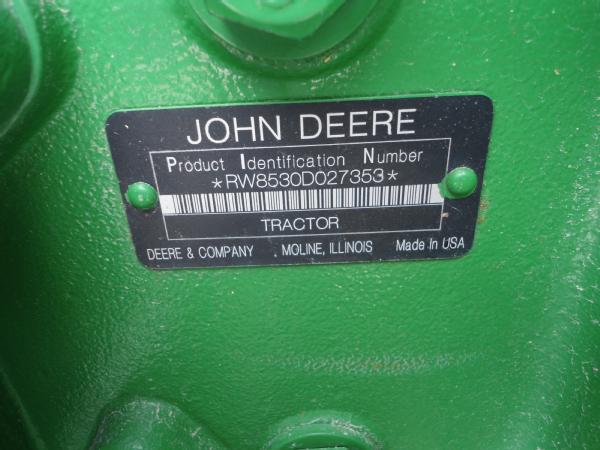 JOHN DEERE
Product Identification Number
*RW8530D027353*
TRACTOR
DEERE & COMPANY MOLINE, ILLINOIS Made In USA